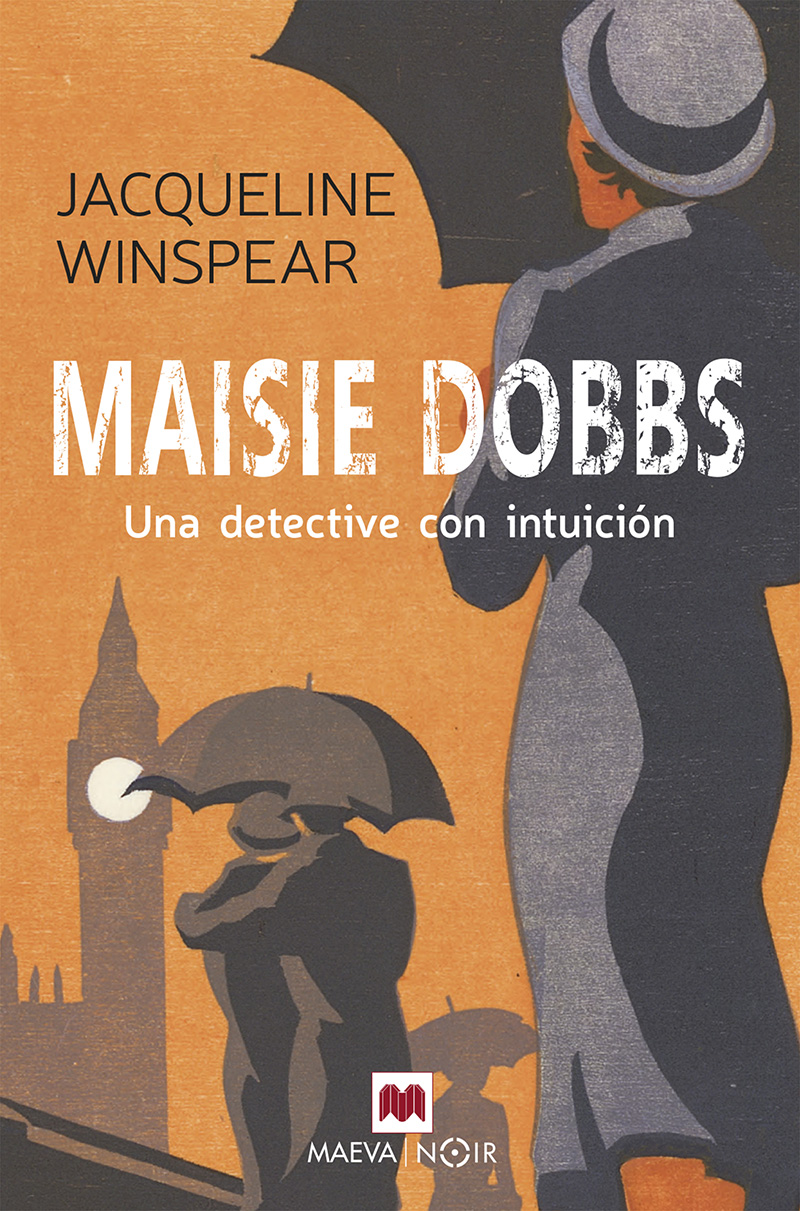 JACQUELINE
WINSPEAR
MAISIE DOBBS
Una detective con intuición
MAEVA | NOIR